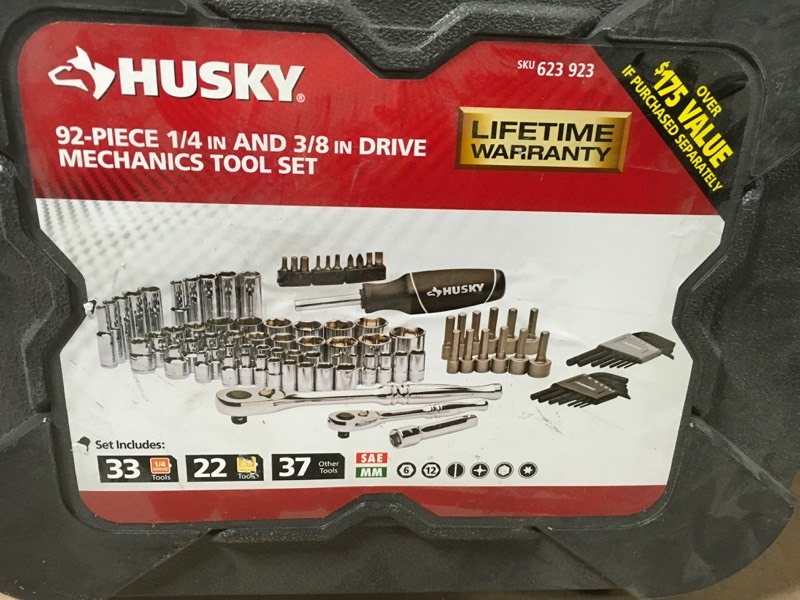 HUSKY®
SKU 623 923
OVER
$175 VALUE
IF PURCHASED SEPARATELY
92-PIECE 1/4 IN AND 3/8 IN DRIVE
MECHANICS TOOL SET
LIFETIME
WARRANTY
HUSKY
Set Includes:
33 1/4 Tools
22 Tools
37 Other Tools
SAE
MM
6 12